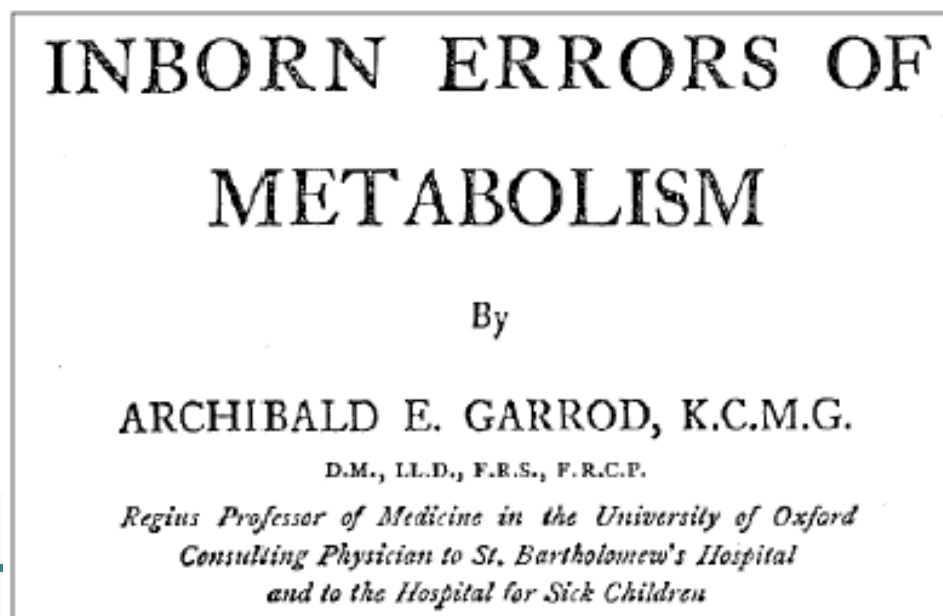 INBORN ERRORS OF
METABOLISM
By
ARCHIBALD E. GARROD, K.C.M.G.
D.M., LL.D., F.R.S., F.R.C.P.
Regius Professor of Medicine in the University of Oxford
Consulting Physician to St. Bartholomew's Hospital
and to the Hospital for Sick Children